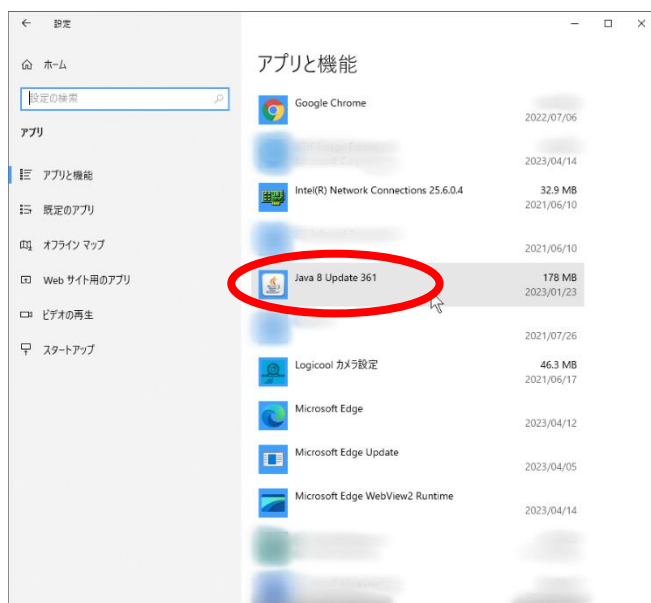 設定
ホーム
設定の検索
アプリ
アプリと機能
既定のアプリ
オフライン マップ
Web サイト用のアプリ
ビデオの再生
スタートアップ
アプリと機能
Google Chrome
2022/07/06
2023/04/14
Intel(R) Network Connections 25.6.0.4
32.9 MB
2021/06/10
2021/06/10
Java 8 Update 361
178 MB
2023/01/23
2021/07/26
Logicool カメラ設定
46.3 MB
2021/06/17
Microsoft Edge
2023/04/12
Microsoft Edge Update
2023/04/05
Microsoft Edge WebView2 Runtime
2023/04/14